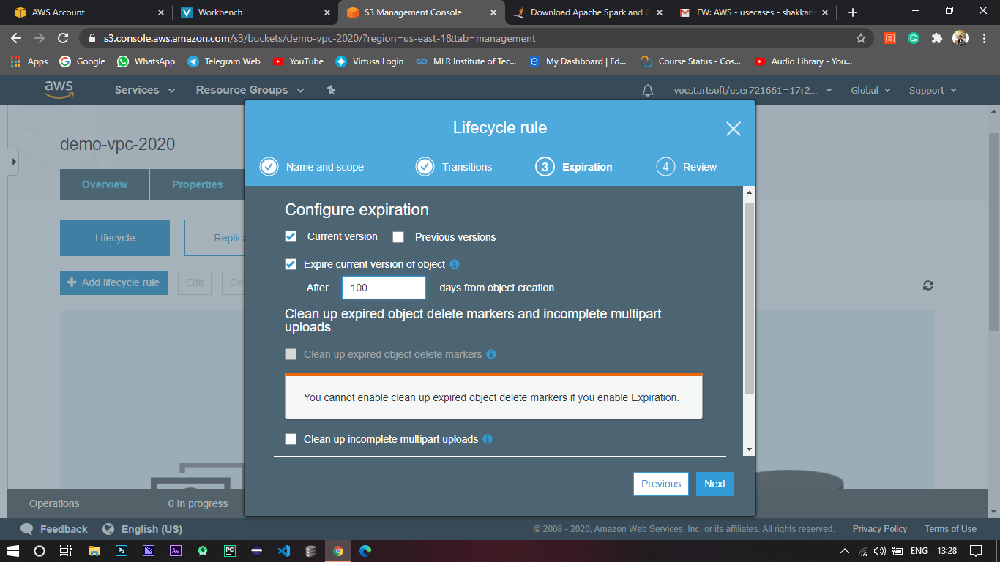 AWS Account
Workbench
S3 Management Console
Download Apache Spark and G
FW: AWS - usecases - shakkaris
s3.console.aws.amazon.com/s3/buckets/demo-vpc-2020/?region=us-east-1&tab=management
Apps
Google
WhatsApp
Telegram Web
YouTube
Virtusa Login
MLR Institute of Tec...
My Dashboard | Ed...
Course Status - Cos...
Audio Library - You...
aws
Services
Resource Groups
vocstartsoft/user721661=17r2...
Global
Support
Lifecycle rule
demo-vpc-2020
Name and scope
Transitions
3 Expiration
4 Review
Overview
Properties
Configure expiration
Lifecycle
Replica
Current version
Previous versions
Expire current version of object
Add lifecycle rule
Edit
De
After 100 days from object creation
Clean up expired object delete markers and incomplete multipart
uploads
Clean up expired object delete markers
You cannot enable clean up expired object delete markers if you enable Expiration.
Clean up incomplete multipart uploads
Previous
Next
Operations
0 In progress
Feedback
English (US)
© 2008 - 2020, Amazon Web Services, Inc. or its affiliates. All rights reserved.
Privacy Policy
Terms of Use
Ps
Ae
PC
ENG
13:28